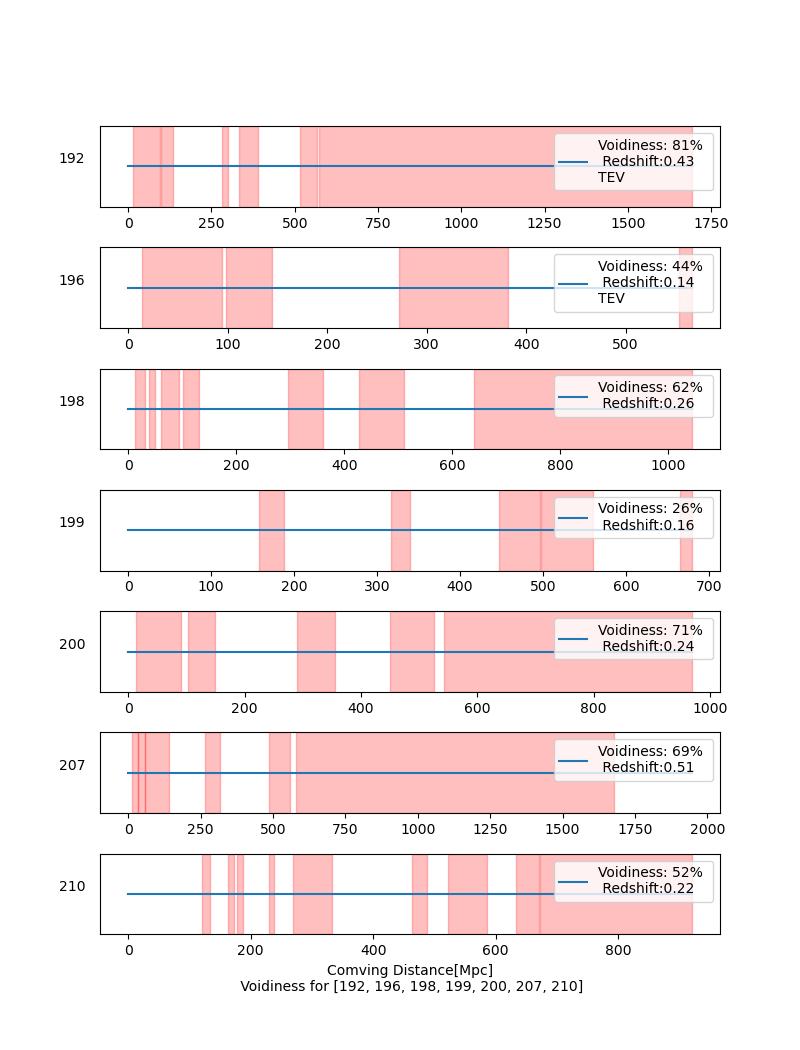 192
Voidiness: 81%
Redshift:0.43
TEV
0 250 500 750 1000 1250 1500 1750
196
Voidiness: 44%
Redshift:0.14
TEV
0 100 200 300 400 500
198
Voidiness: 62%
Redshift:0.26
0 200 400 600 800 1000
199
Voidiness: 26%
Redshift:0.16
0 100 200 300 400 500 600 700
200
Voidiness: 71%
Redshift:0.24
0 200 400 600 800 1000
207
Voidiness: 69%
Redshift:0.51
0 250 500 750 1000 1250 1500 1750 2000
210
Voidiness: 52%
Redshift:0.22
0 200 400 600 800
Comving Distance[Mpc]
Voidiness for [192, 196, 198, 199, 200, 207, 210]